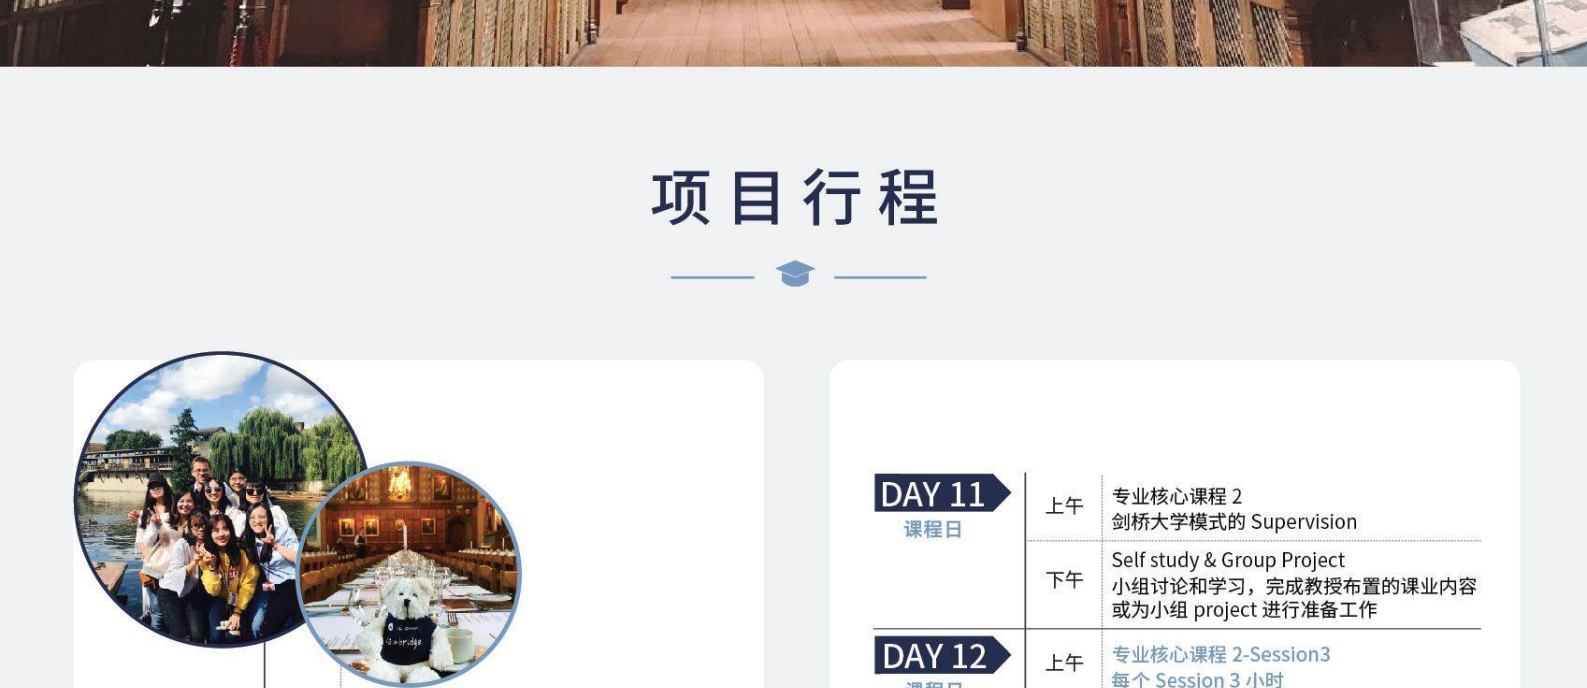 项目行程
DAY 11
课程日
上午
专业核心课程 2
剑桥大学模式的 Supervision
下午
Self study & Group Project
小组讨论和学习，完成教授布置的课业内容
或为小组 project 进行准备工作
DAY 12
课程日
上午
专业核心课程 2-Session3
每个 Session 3 小时
Cambridge